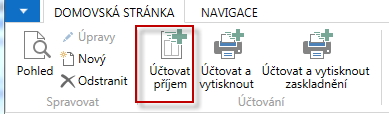 DOMOVSKÁ STRÁNKA NAVIGACE
Pohled
Úpravy
Nový
Odstranit
Účtovat
příjem
Účtovat a
vytisknout
Účtovat a vytisknout
zaskladnění
Spravovat
Účtování